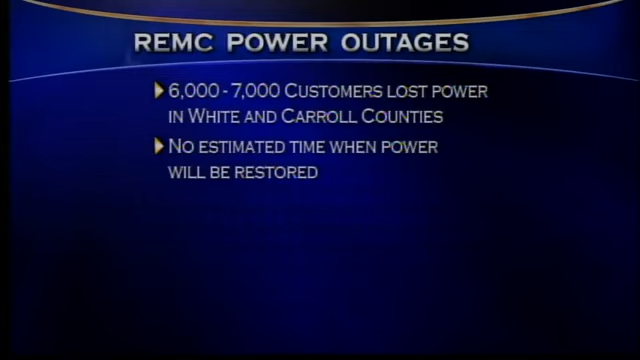 REMC POWER OUTAGES
6,000 - 7,000 CUSTOMERS LOST POWER
IN WHITE AND CARROLL COUNTIES
NO ESTIMATED TIME WHEN POWER
WILL BE RESTORED